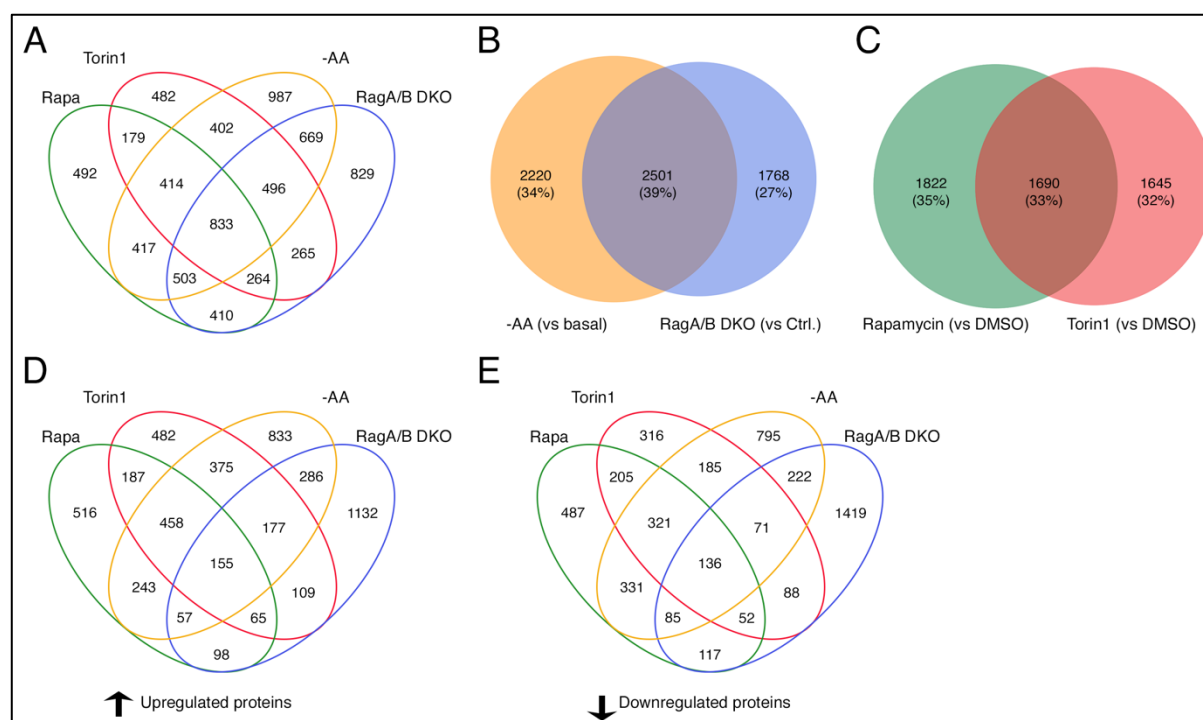 A
Torin1
-AA
Rapa
RagA/B DKO
482
987
179
402
669
492
829
414
496
833
417
265
503
264
410
B
2220
(34%)
2501
(39%)
1768
(27%)
-AA (vs basal)
RagA/B DKO (vs Ctrl.)
C
1822
(35%)
1690
(33%)
1645
(32%)
Rapamycin (vs DMSO)
Torin1 (vs DMSO)
D
Torin1
-AA
Rapa
RagA/B DKO
482
833
187
375
286
516
1132
458
177
155
243
109
57
65
98
Upregulated proteins
E
Torin1
-AA
Rapa
RagA/B DKO
316
795
205
185
222
487
1419
321
71
136
331
88
85
52
117
Downregulated proteins